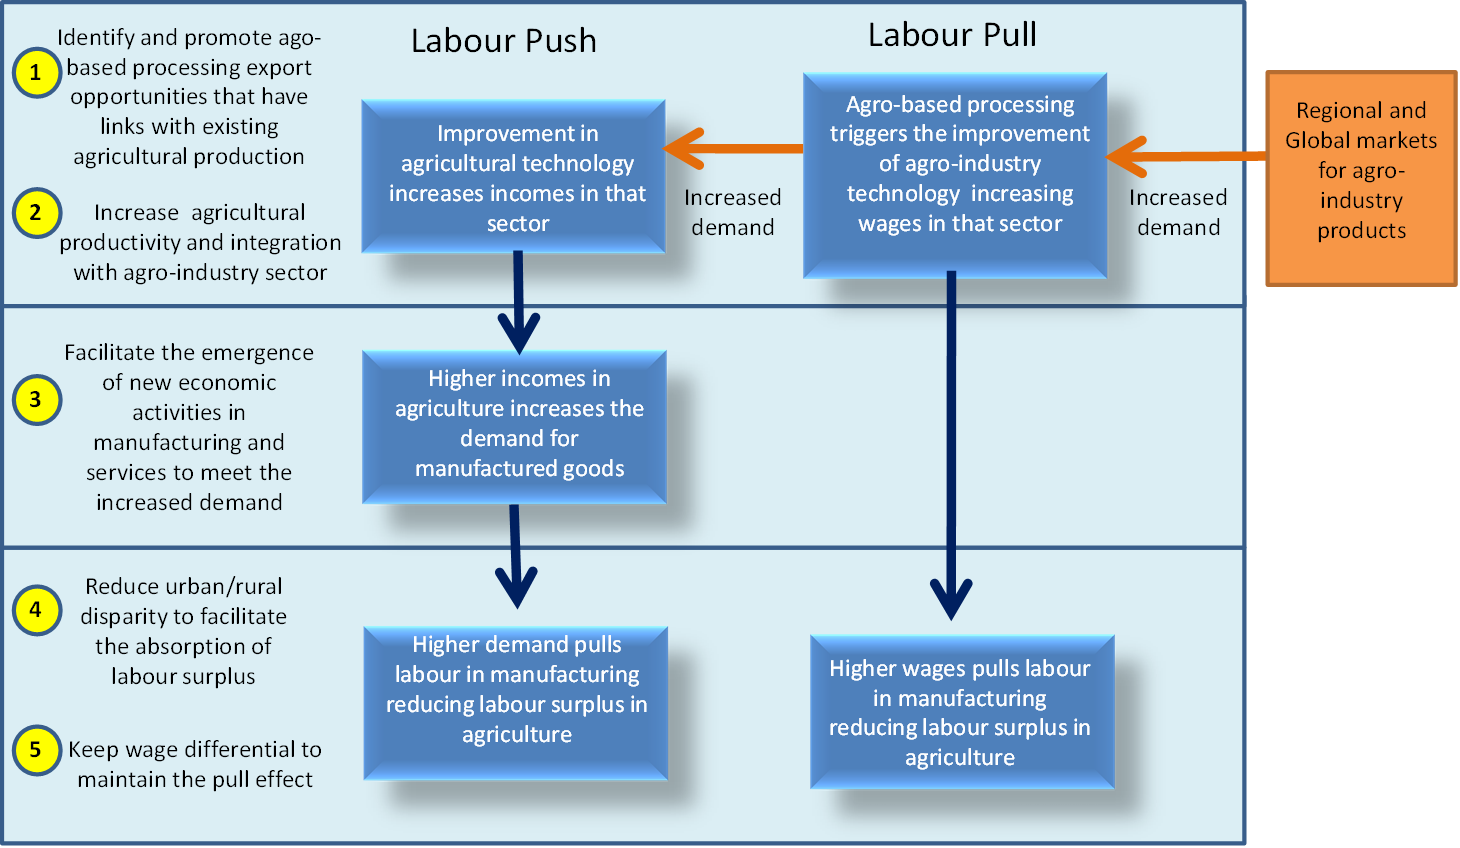 Labour Push
Labour Pull
1
Identify and promote ago-
based processing export
opportunities that have
links with existing
agricultural production
2
Increase agricultural
productivity and integration
with agro-industry sector
Improvement in
agricultural technology
increases incomes in that
sector
Increased
demand
Agro-based processing
triggers the improvement
of agro-industry
technology increasing
wages in that sector
Increased
demand
Regional and
Global markets
for agro-
industry
products
3
Facilitate the emergence
of new economic
activities in
manufacturing and
services to meet the
increased demand
Higher incomes in
agriculture increases the
demand for
manufactured goods
4
Reduce urban/rural
disparity to facilitate
the absorption of
labour surplus
5
Keep wage differential to
maintain the pull effect
Higher demand pulls
labour in manufacturing
reducing labour surplus in
agriculture
Higher wages pulls labour
in manufacturing
reducing labour surplus in
agriculture